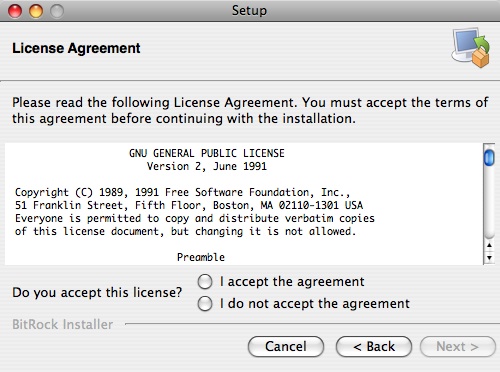 Setup
License Agreement
Please read the following License Agreement. You must accept the terms of
this agreement before continuing with the installation.
GNU GENERAL PUBLIC LICENSE
Version 2, June 1991
Copyright (C) 1989, 1991 Free Software Foundation, Inc.,
51 Franklin Street, Fifth Floor, Boston, MA 02110-1301 USA
Everyone is permitted to copy and distribute verbatim copies
of this license document, but changing it is not allowed.
Preamble
Do you accept this license?
I accept the agreement
I do not accept the agreement
BitRock Installer
Cancel
< Back
Next >